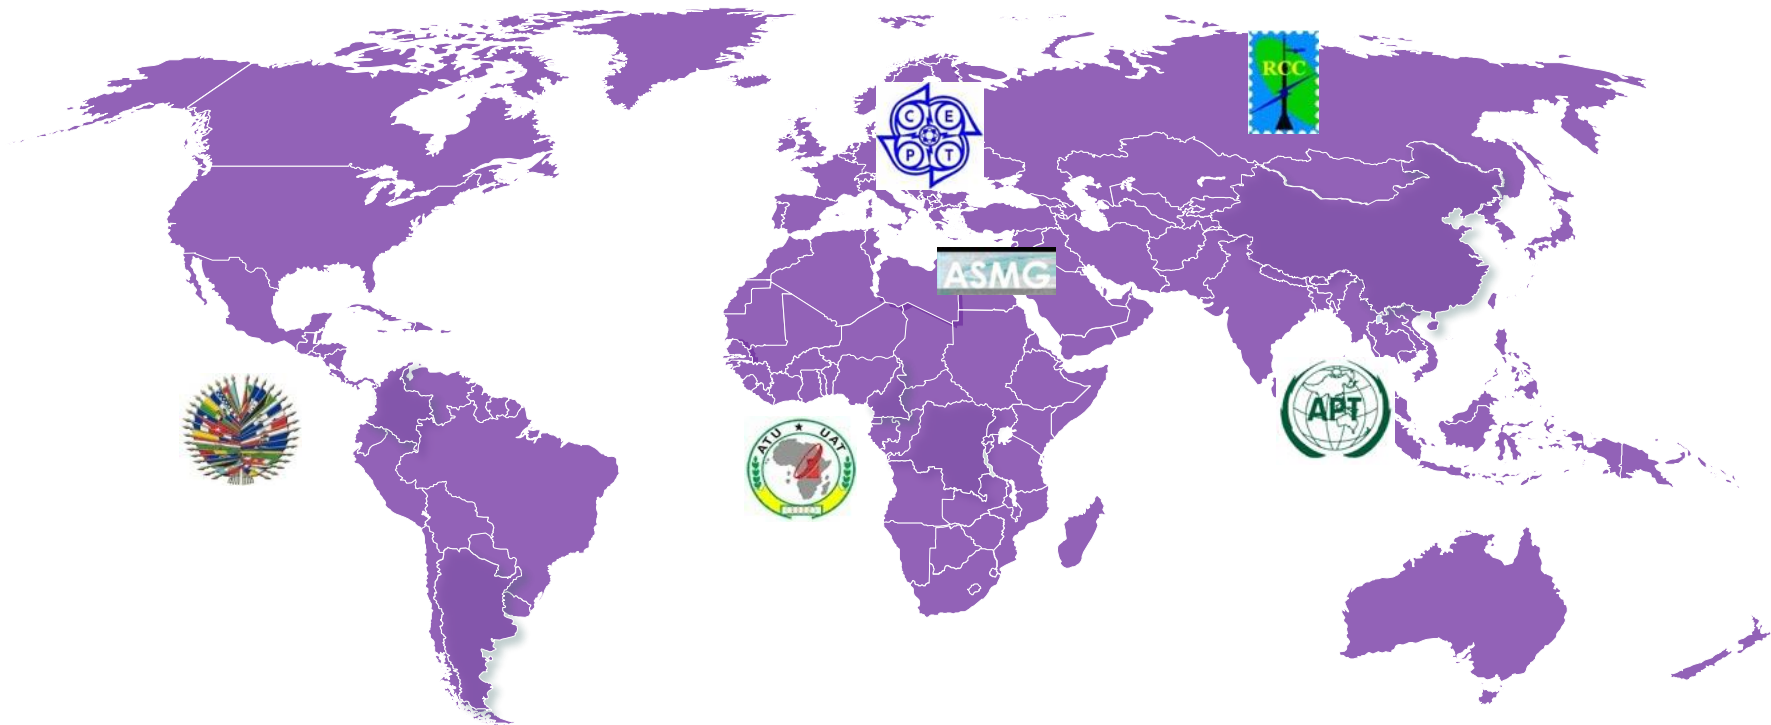 RCC
C E
P T
ASMG
APT
ATU ★ UAT